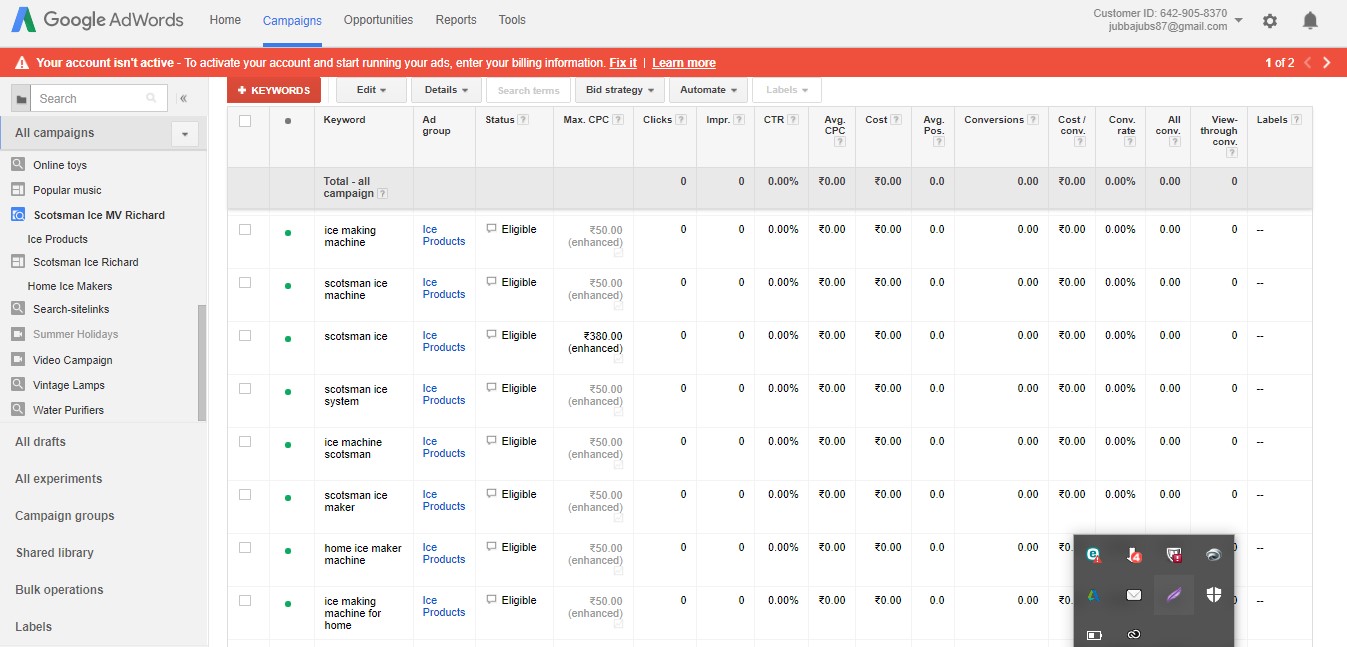 Google AdWords Home Campaigns Opportunities Reports Tools
Customer ID: 642-905-8370
jubbajubs87@gmail.com
Your account isn't active - To activate your account and start running your ads, enter your billing information. Fix it | Learn more 1 of 2
Search
+ KEYWORDS Edit Details Search terms Bid strategy Automate Labels
All campaigns
Online toys
Popular music
Scotsman Ice MV Richard
Ice Products
Scotsman Ice Richard
Home Ice Makers
Search-sitelinks
Summer Holidays
Video Campaign
Vintage Lamps
Water Purifiers
All drafts
All experiments
Campaign groups
Shared library
Bulk operations
Labels
Keyword Ad group Status ? Max. CPC ? Clicks ? Impr. ? CTR ? Avg. CPC ? Cost ? Avg. Pos. ? Conversions ? Cost / conv. ? Conv. rate ? All conv. ? View-through conv. ? Labels ?
Total - all campaign ? 0 0 0.00% ₹0.00 ₹0.00 0.0 0.00 ₹0.00 0.00% 0.00 0
ice making machine Ice Products Eligible ₹50.00 (enhanced) 0 0 0.00% ₹0.00 ₹0.00 0.0 0.00 ₹0.00 0.00% 0.00 0 --
scotsman ice machine Ice Products Eligible ₹50.00 (enhanced) 0 0 0.00% ₹0.00 ₹0.00 0.0 0.00 ₹0.00 0.00% 0.00 0 --
scotsman ice Ice Products Eligible ₹380.00 (enhanced) 0 0 0.00% ₹0.00 ₹0.00 0.0 0.00 ₹0.00 0.00% 0.00 0 --
scotsman ice system Ice Products Eligible ₹50.00 (enhanced) 0 0 0.00% ₹0.00 ₹0.00 0.0 0.00 ₹0.00 0.00% 0.00 0 --
ice machine scotsman Ice Products Eligible ₹50.00 (enhanced) 0 0 0.00% ₹0.00 ₹0.00 0.0 0.00 ₹0.00 0.00% 0.00 0 --
scotsman ice maker Ice Products Eligible ₹50.00 (enhanced) 0 0 0.00% ₹0.00 ₹0.00 0.0 0.00 ₹0.00 0.00% 0.00 0 --
home ice maker machine Ice Products Eligible ₹50.00 (enhanced) 0 0 0.00% ₹0.00 ₹0.00 0.0 0.00 ₹0. --
ice making machine for home Ice Products Eligible ₹50.00 (enhanced) 0 0 0.00% ₹0.00 ₹0.00 0.0 0.00 ₹0. --
4